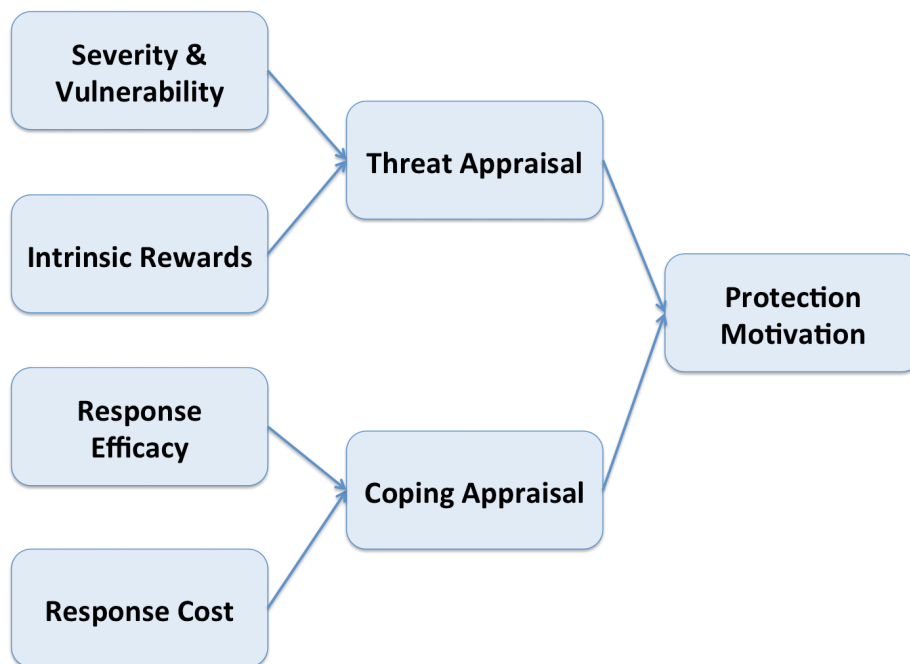 Severity &
Vulnerability
Threat Appraisal
Intrinsic Rewards
Protection
Motivation
Response
Efficacy
Coping Appraisal
Response Cost